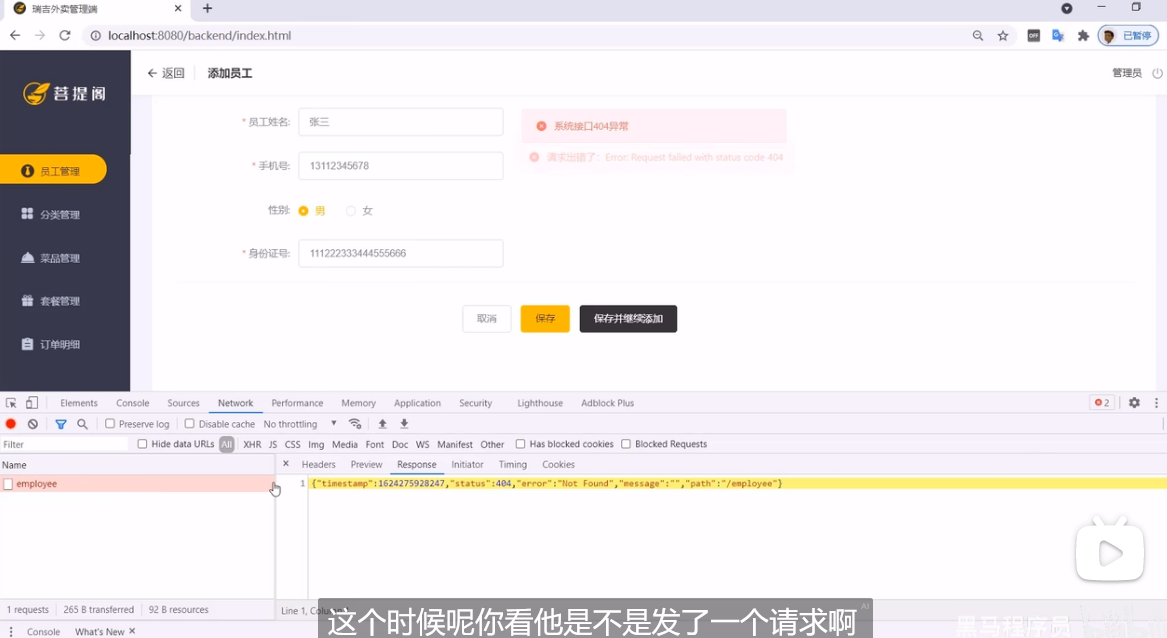 瑞吉外卖管理端
localhost:8080/backend/index.html
已暂停
菩提阁
返回 添加员工
管理员
员工管理
分类管理
菜品管理
套餐管理
订单明细
* 员工姓名: 张三
* 手机号: 13112345678
性别: 男 女
* 身份证号: 111222333444555666
系统接口404异常
请求出错了：Error: Request failed with status code 404
取消 保存 保存并继续添加
Elements Console Sources Network Performance Memory Application Security Lighthouse Adblock Plus 2
Preserve log Disable cache No throttling
Filter Hide data URLs All XHR JS CSS Img Media Font Doc WS Manifest Other Has blocked cookies Blocked Requests
Name Headers Preview Response Initiator Timing Cookies
employee 1 {"timestamp":1624275928247,"status":404,"error":"Not Found","message":"","path":"/employee"}
1 requests 265 B transferred 92 B resources Line 1, Colu
这个时候呢你看他是不是发了一个请求啊 AI
Console What's New
黑马程序员